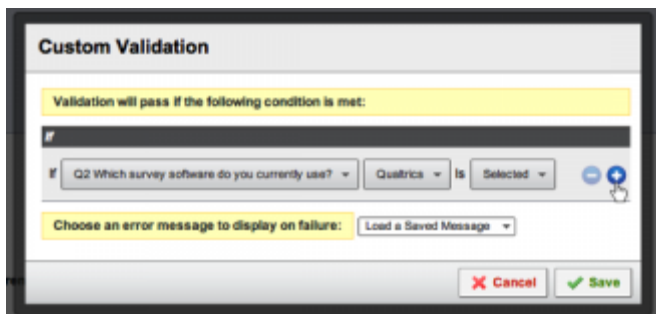 Custom Validation
Validation will pass if the following condition is met:
If
If Q2 Which survey software do you currently use? Qualtrics Is Selected
Choose an error message to display on failure: Load a Saved Message
Cancel Save